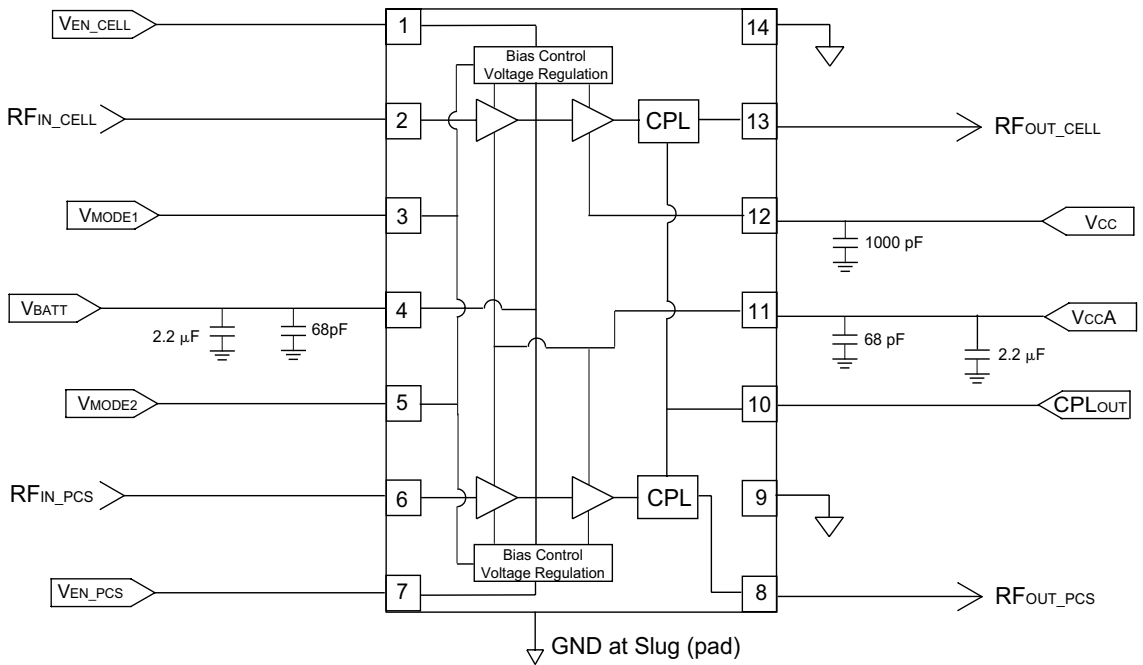 VEN_CELL
1
14
Bias Control
Voltage Regulation
RFIN_CELL
2
CPL
13
RFOUT_CELL
VMODE1
3
12
VCC
1000 pF
VBATT
4
11
VCCA
2.2 μF
68pF
68 pF
2.2 μF
VMODE2
5
10
CPLOUT
RFIN_PCS
6
CPL
9
Bias Control
Voltage Regulation
VEN_PCS
7
8
RFOUT_PCS
GND at Slug (pad)